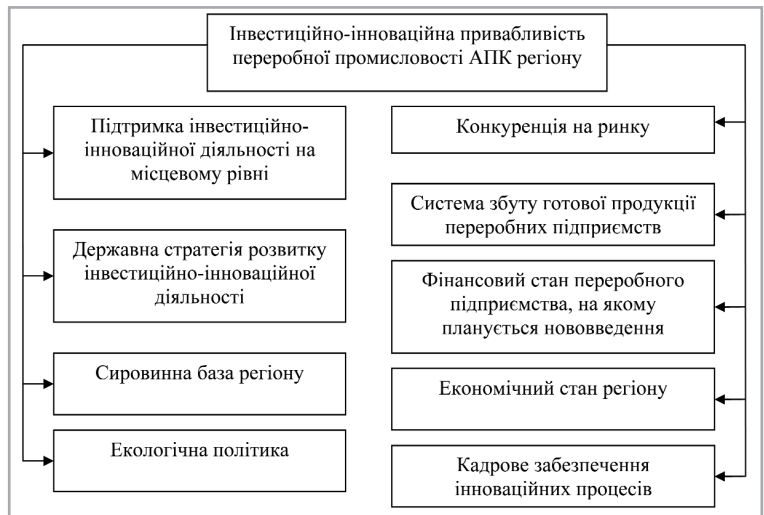 Інвестиційно-інноваційна привабливість
переробної промисловості АПК регіону
Підтримка інвестиційно-
інноваційної діяльності на
місцевому рівні
Державна стратегія розвитку
інвестиційно-інноваційної
діяльності
Сировинна база регіону
Екологічна політика
Конкуренція на ринку
Система збуту готової продукції
переробних підприємств
Фінансовий стан переробного
підприємства, на якому
планується нововведення
Економічний стан регіону
Кадрове забезпечення
інноваційних процесів